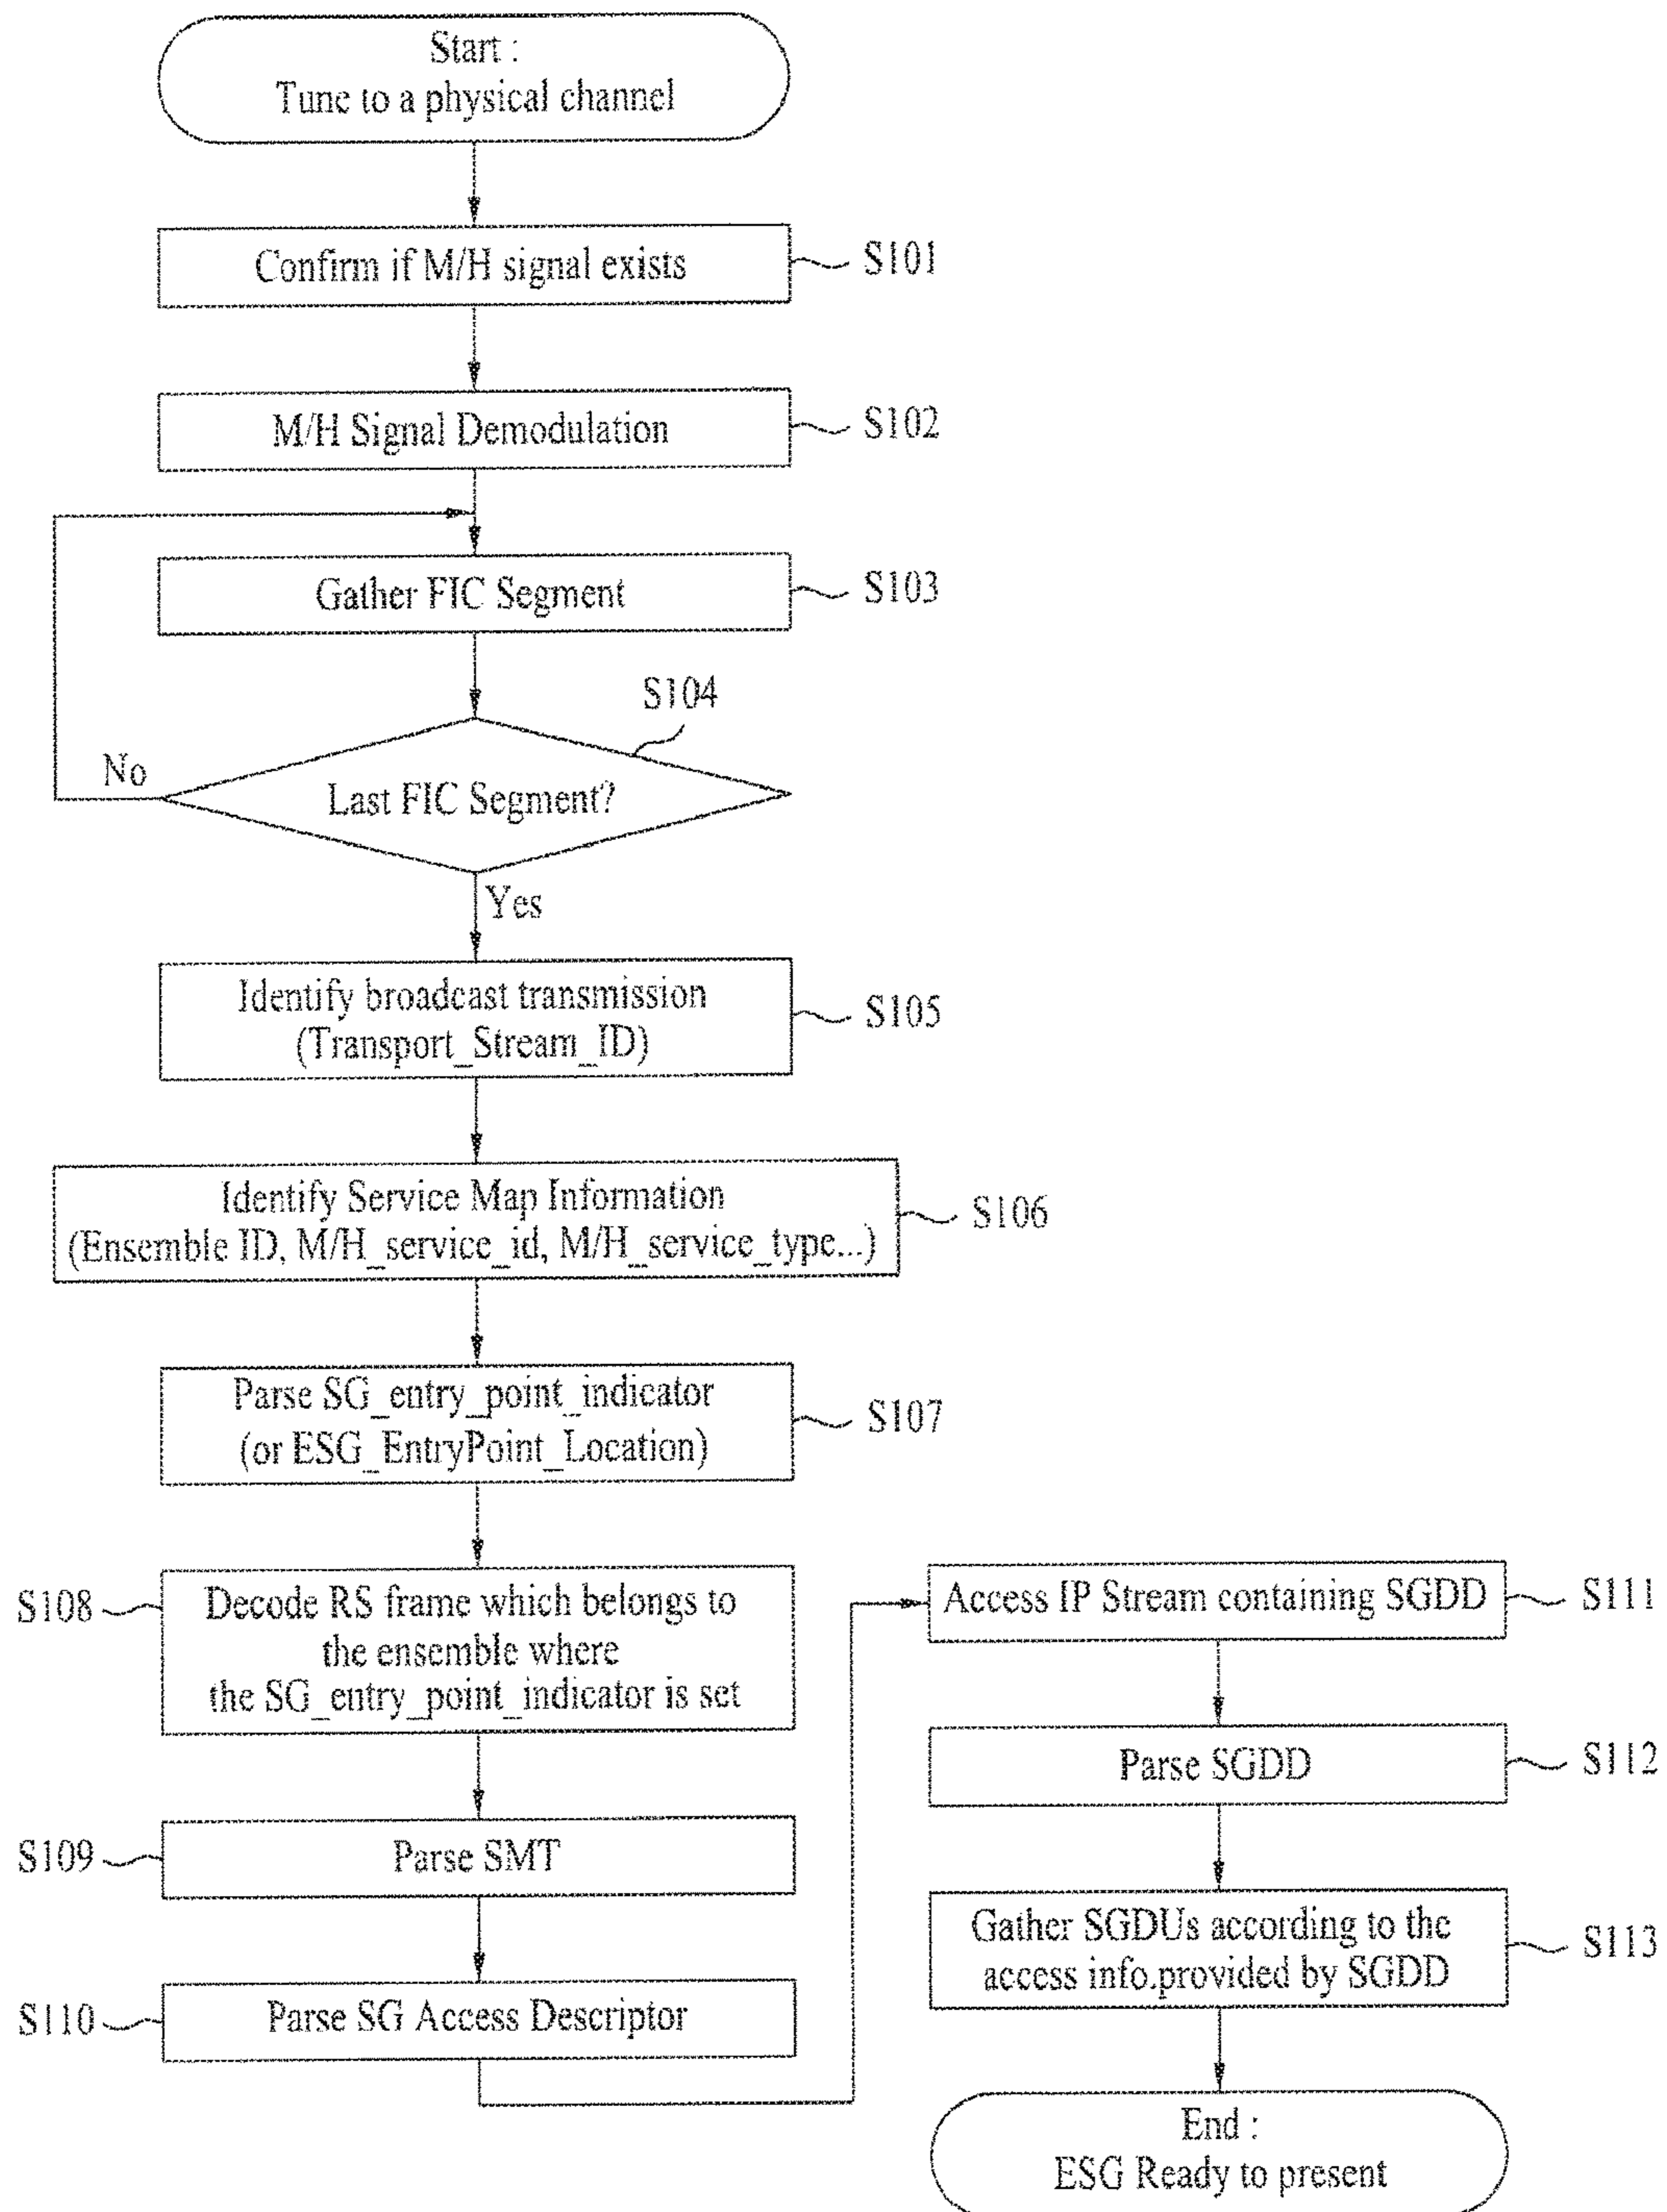 Start :
Tune to a physical channel
Confirm if M/H signal exists
S101
M/H Signal Demodulation
S102
Gather FIC Segment
S103
S104
No
Last FIC Segment?
Yes
Identify broadcast transmission
(Transport_Stream_ID)
S105
Identify Service Map Information
(Ensemble ID, M/H_service_id, M/H_service_type...)
S106
Parse SG_entry_point_indicator
(or ESG_EntryPoint_Location)
S107
S108
Decode RS frame which belongs to
the ensemble where
the SG_entry_point_indicator is set
S109
Parse SMT
S110
Parse SG Access Descriptor
Access IP Stream containing SGDD
S111
Parse SGDD
S112
Gather SGDUs according to the
access info.provided by SGDD
S113
End :
ESG Ready to present